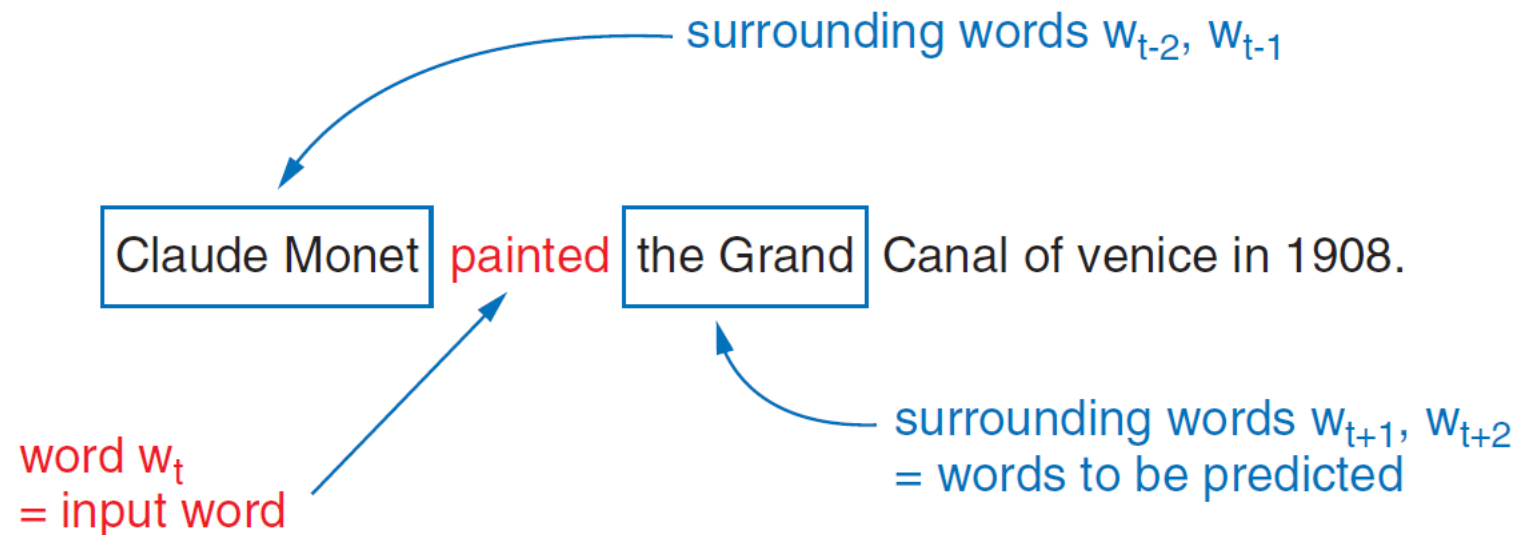 surrounding words wt-2, wt-1
Claude Monet painted the Grand Canal of venice in 1908.
word wt
= input word
surrounding words wt+1, wt+2
= words to be predicted